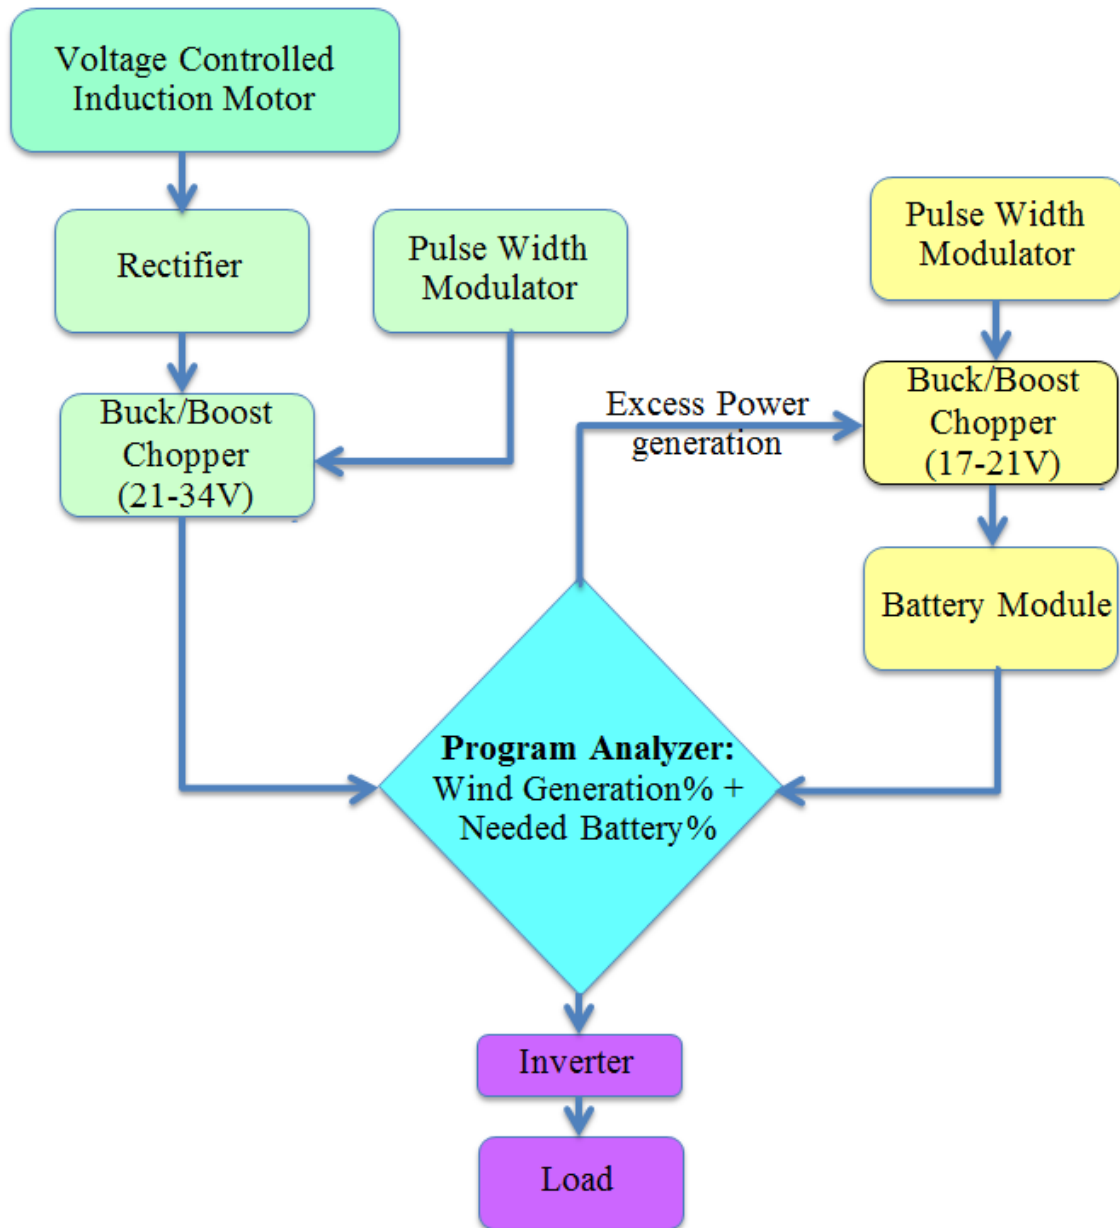 Voltage Controlled
Induction Motor
Rectifier
Pulse Width
Modulator
Pulse Width
Modulator
Buck/Boost
Chopper
(21-34V)
Excess Power
generation
Buck/Boost
Chopper
(17-21V)
Battery Module
Program Analyzer:
Wind Generation% +
Needed Battery%
Inverter
Load